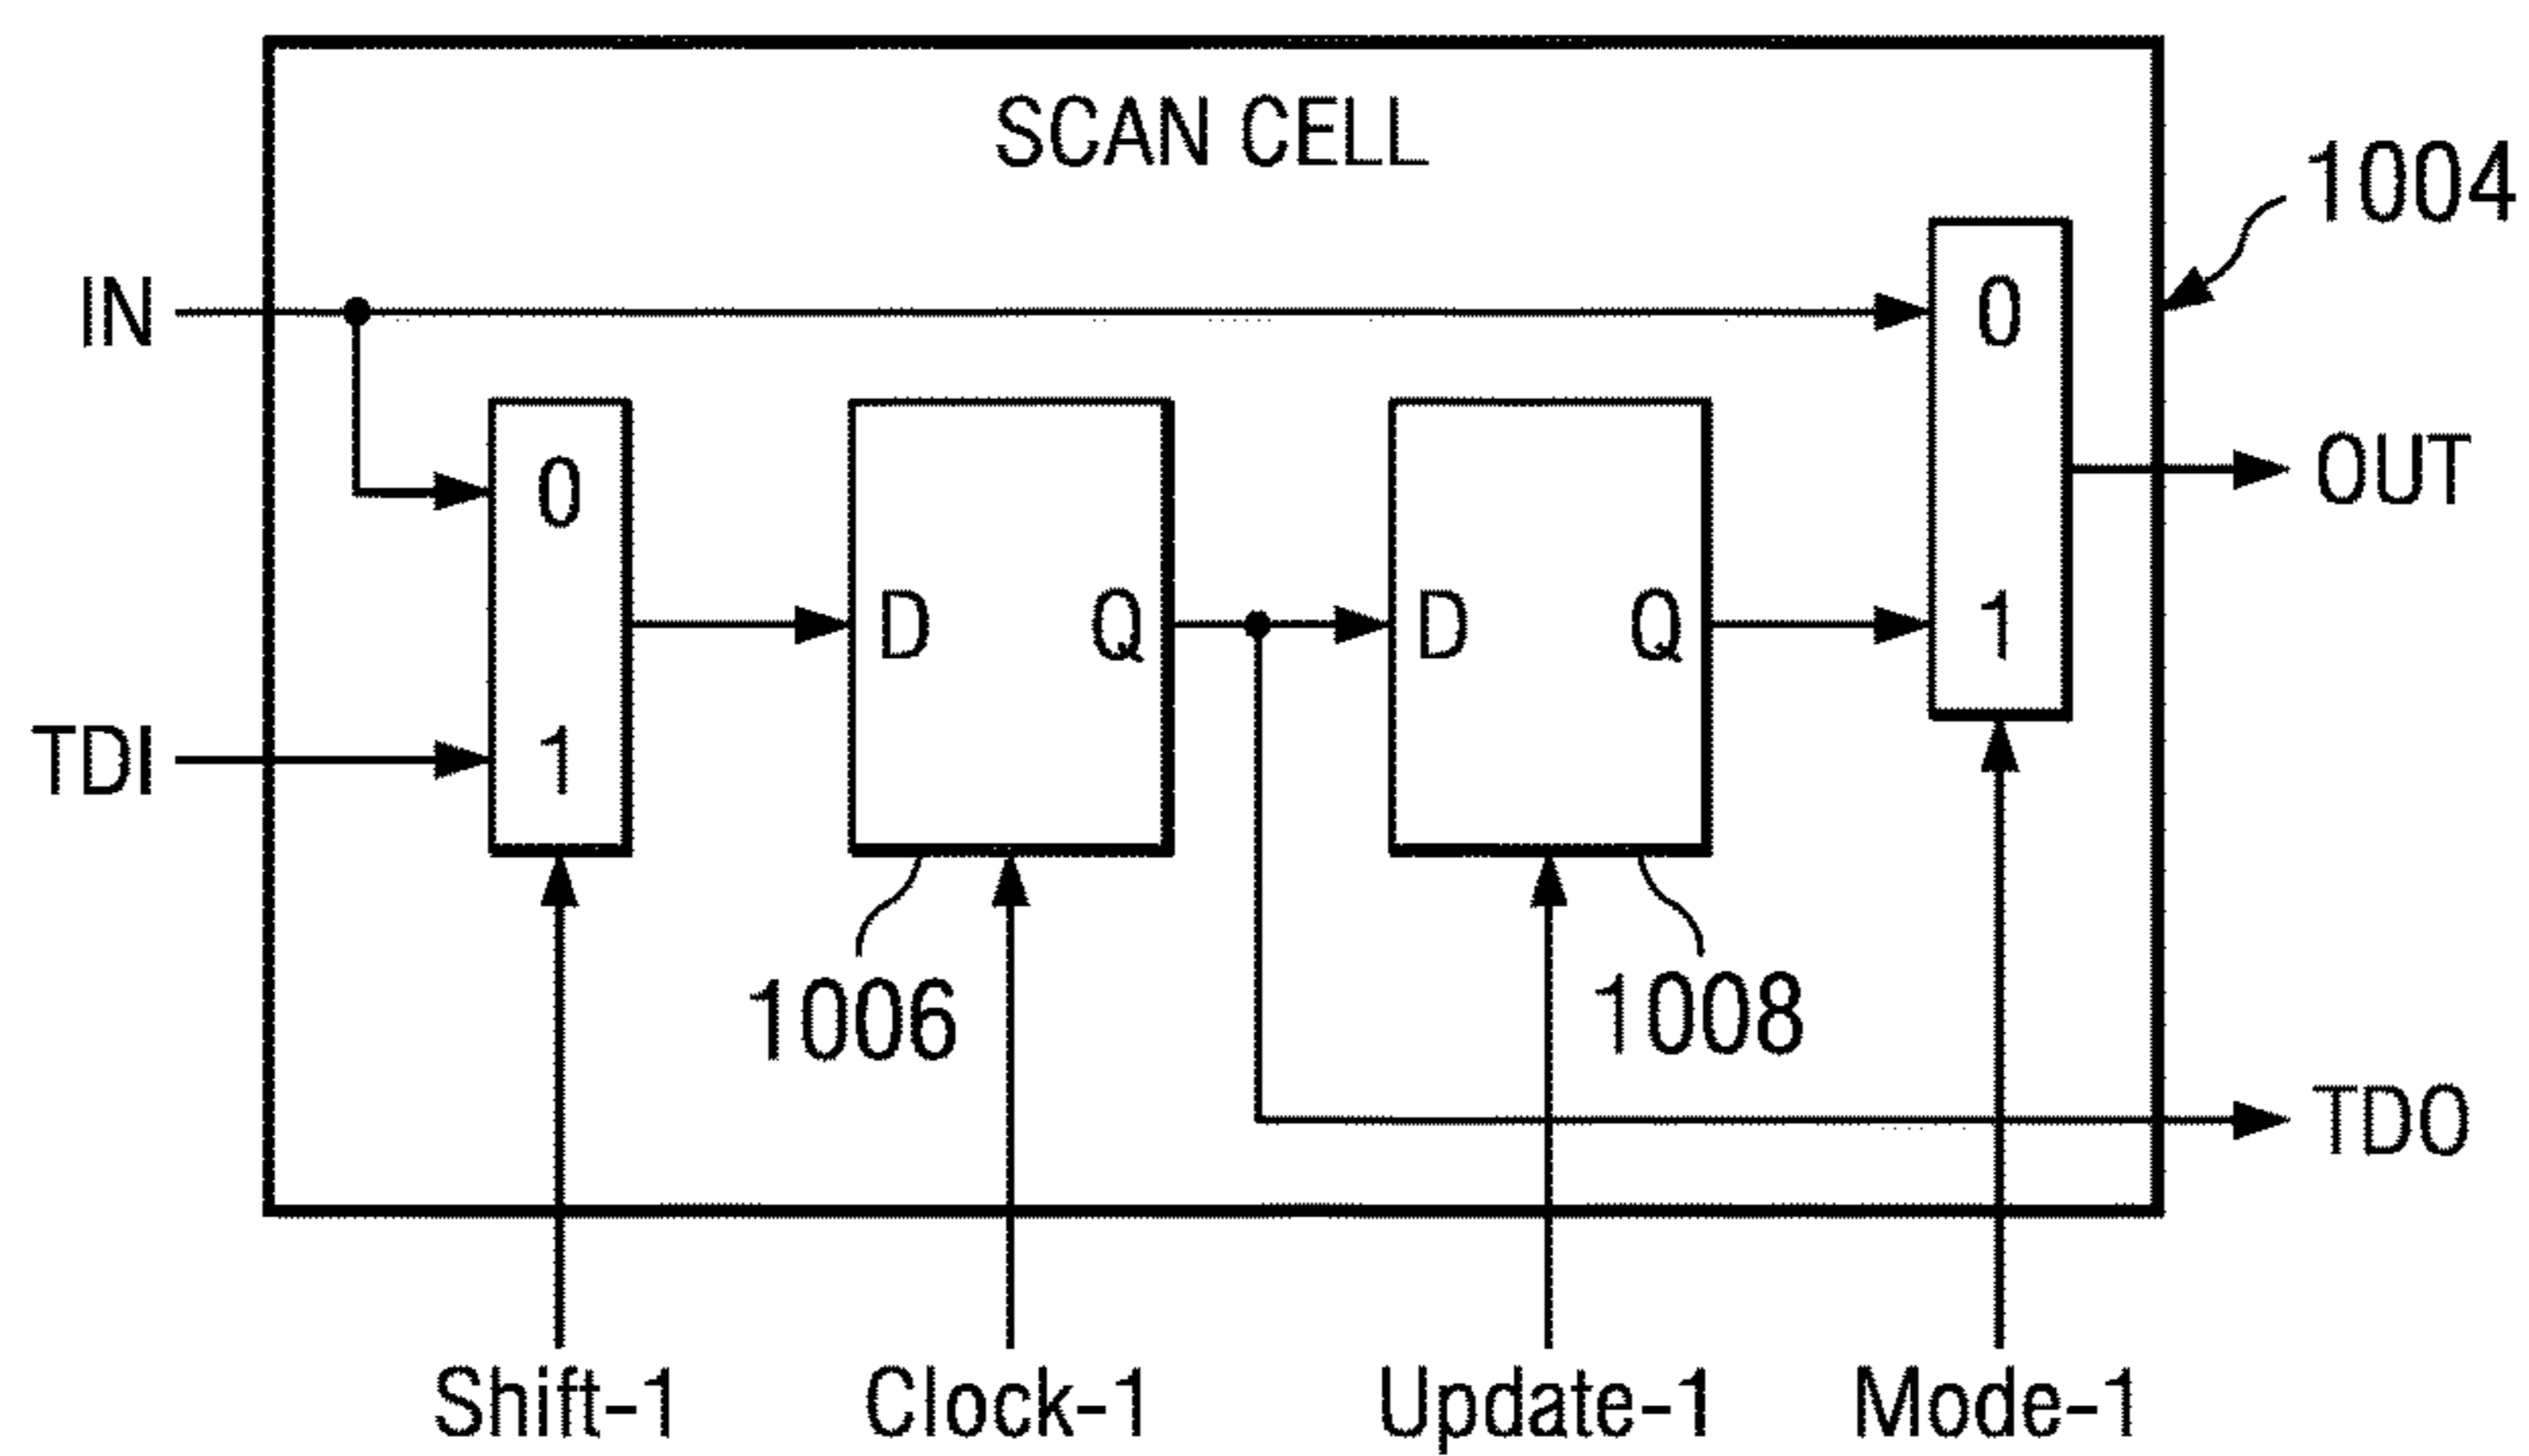 SCAN CELL
1004
IN
0
0
OUT
D Q
D Q
1
TDI
1
1006
1008
TDO
Shift-1
Clock-1
Update-1
Mode-1